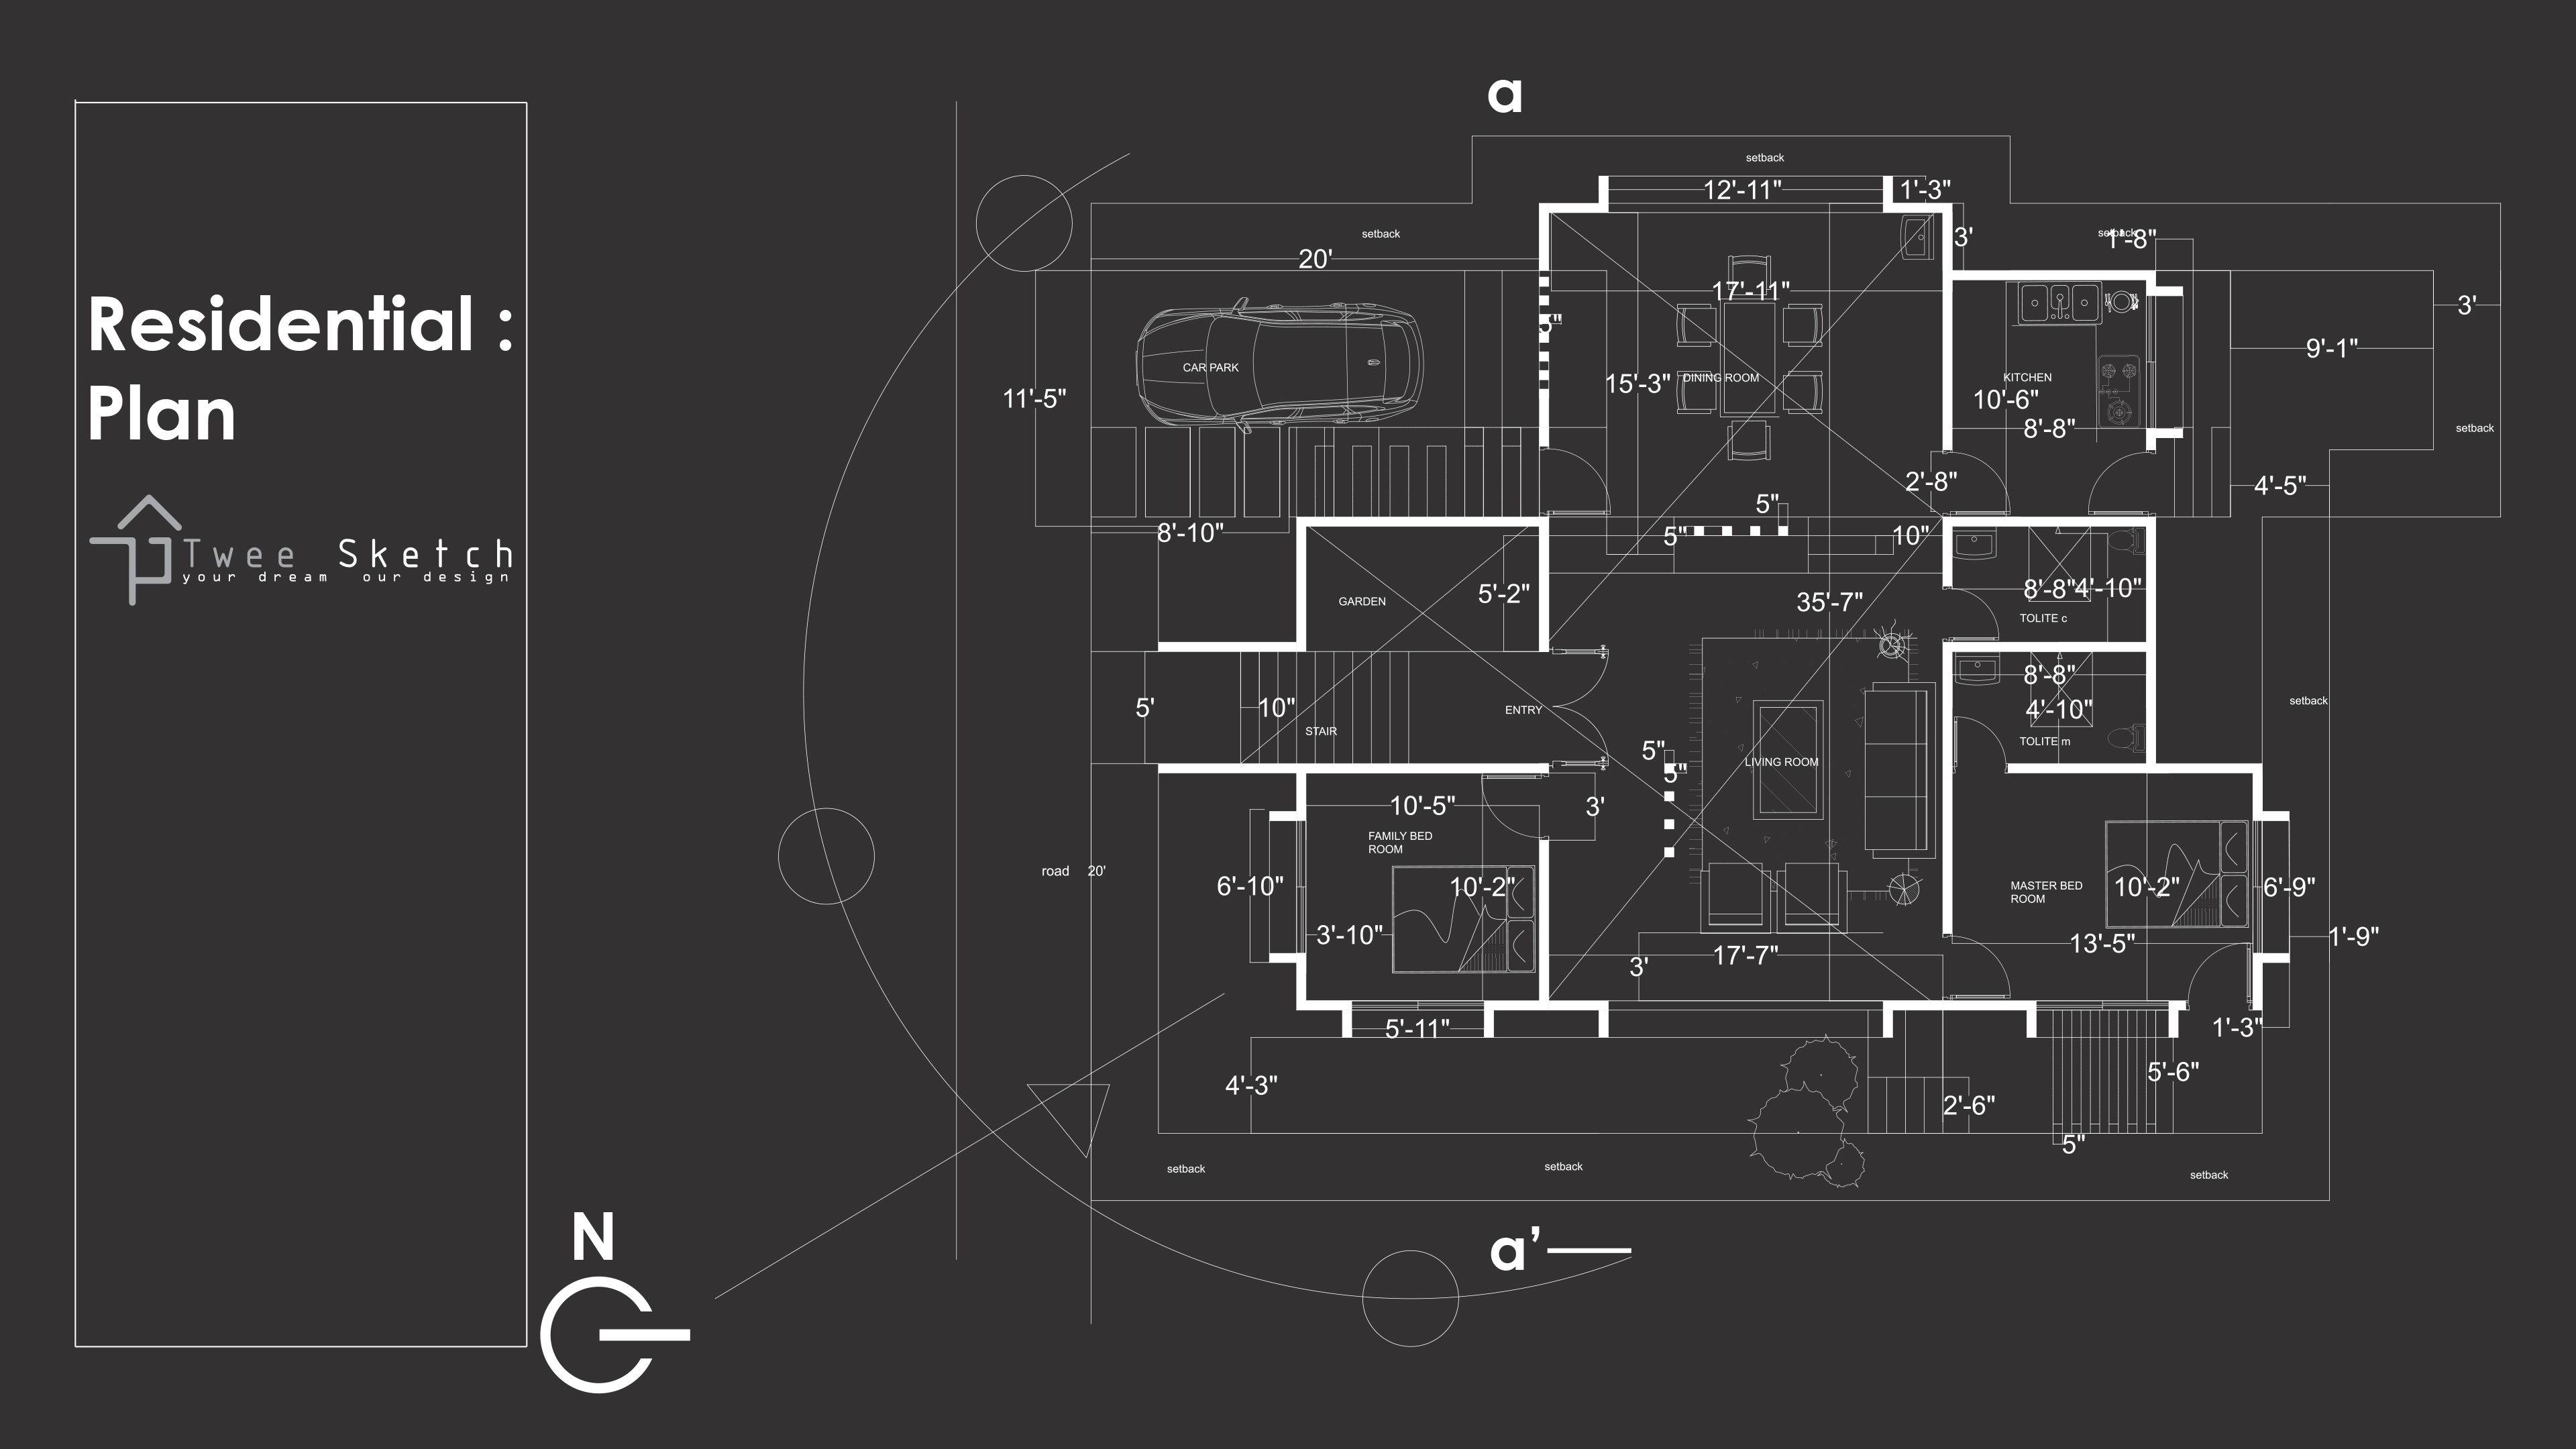 Residential :
Plan
Twee Sketch
your dream our design
N
a
setback
12'-11"
1'-3"
setback
20'
3'
1'-8"
setback
17'-11"
3'
5"
9'-1"
CAR PARK
15'-3"
DINING ROOM
KITCHEN
11'-5"
10'-6"
8'-8"
setback
2'-8"
4'-5"
5"
8'-10"
5"
10"
GARDEN
5'-2"
35'-7"
8'-8"
4'-10"
TOLITE c
8'-8"
setback
5'
10"
STAIR
ENTRY
4'-10"
TOLITE m
5"
5"
LIVING ROOM
10'-5"
3'
FAMILY BED
ROOM
road 20'
6'-10"
10'-2"
MASTER BED
ROOM
10'-2"
6'-9"
3'-10"
17'-7"
3'
13'-5"
1'-9"
5'-11"
1'-3"
4'-3"
2'-6"
5'-6"
5"
setback
setback
setback
a’